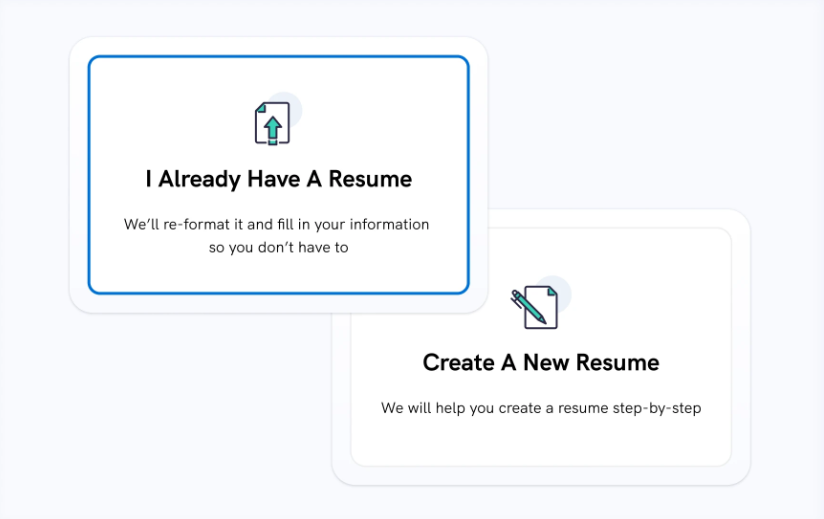 I Already Have A Resume
We’ll re-format it and fill in your information
so you don’t have to
Create A New Resume
We will help you create a resume step-by-step